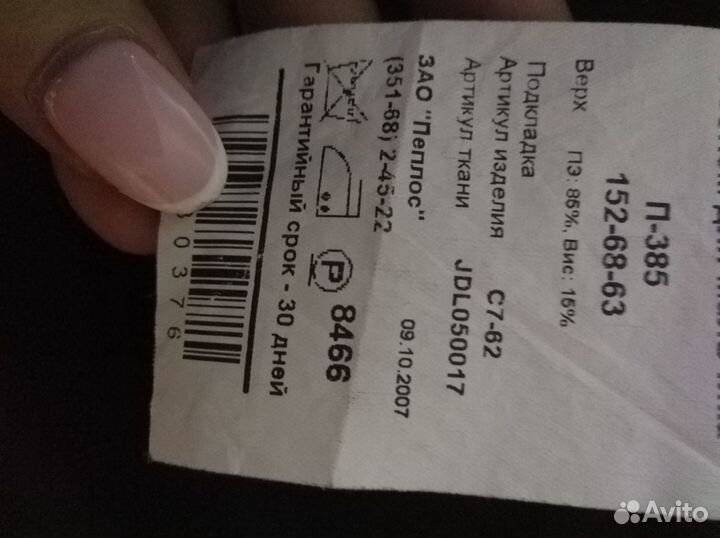 П-385
152-68-63
Верх ПЭ: 85%, Вис: 15%
Подкладка
Артикул изделия С7-62
Артикул ткани JDL050017
ЗАО "Пеплос" 09.10.2007
(351-68) 2-45-22
Р 8466
Гарантийный срок - 30 дней
0376
Avito